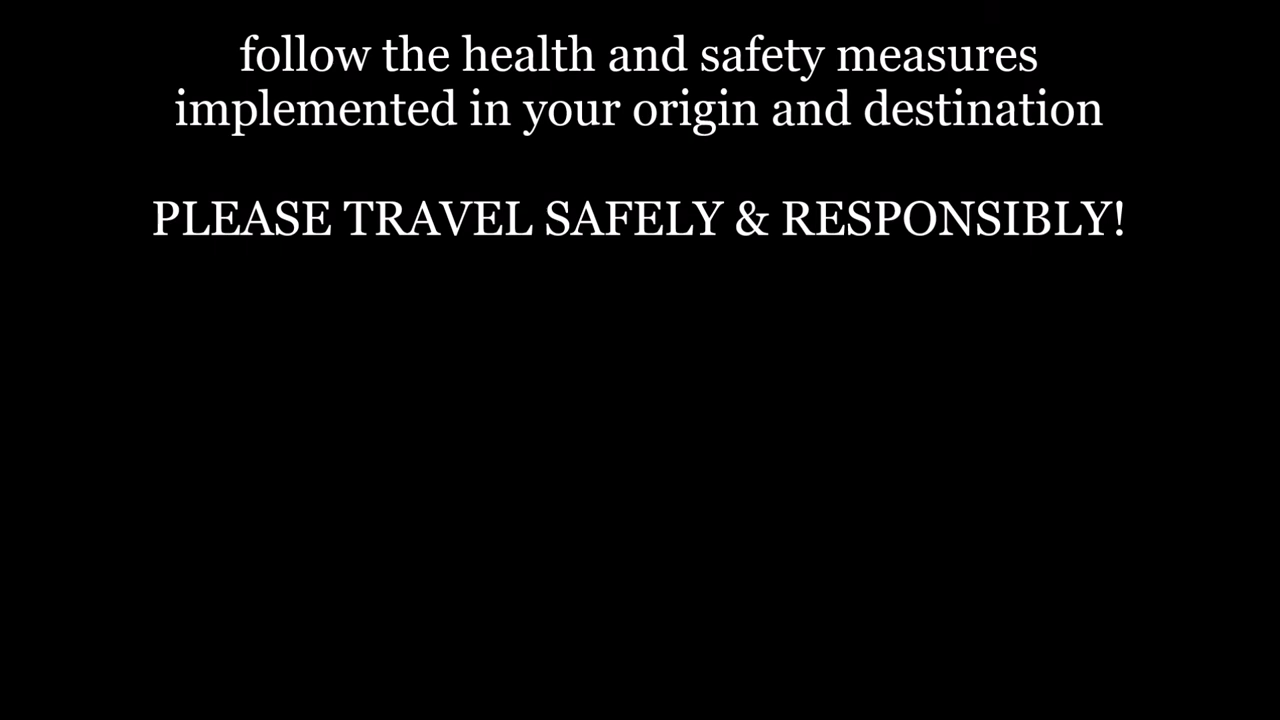 follow the health and safety measures
implemented in your origin and destination
PLEASE TRAVEL SAFELY & RESPONSIBLY!